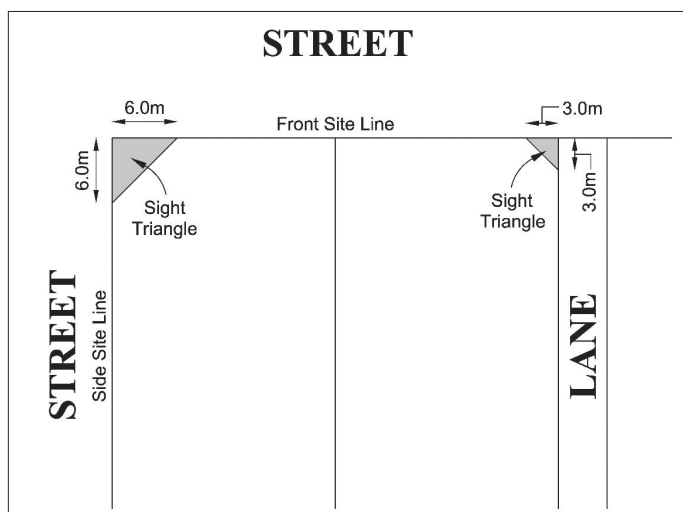 STREET
6.0m
Front Site Line
3.0m
6.0m
3.0m
Sight
Triangle
Sight
Triangle
STREET
Side Site Line
LANE